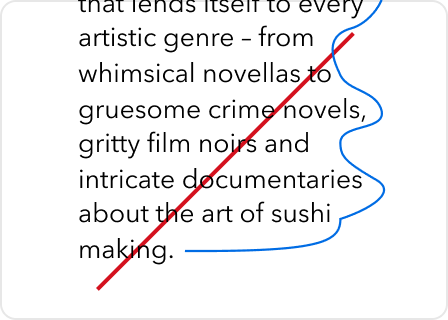 that lends itself to every
artistic genre – from
whimsical novellas to
gruesome crime novels,
gritty film noirs and
intricate documentaries
about the art of sushi
making.